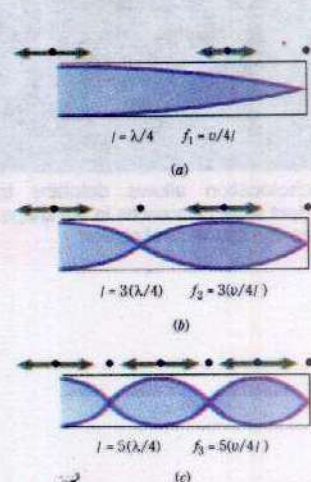 l = λ/4 f₁ = υ/4l
(a)
l = 3(λ/4) f₂ = 3(υ/4l)
(b)
l = 5(λ/4) f₃ = 5(υ/4l)
(c)